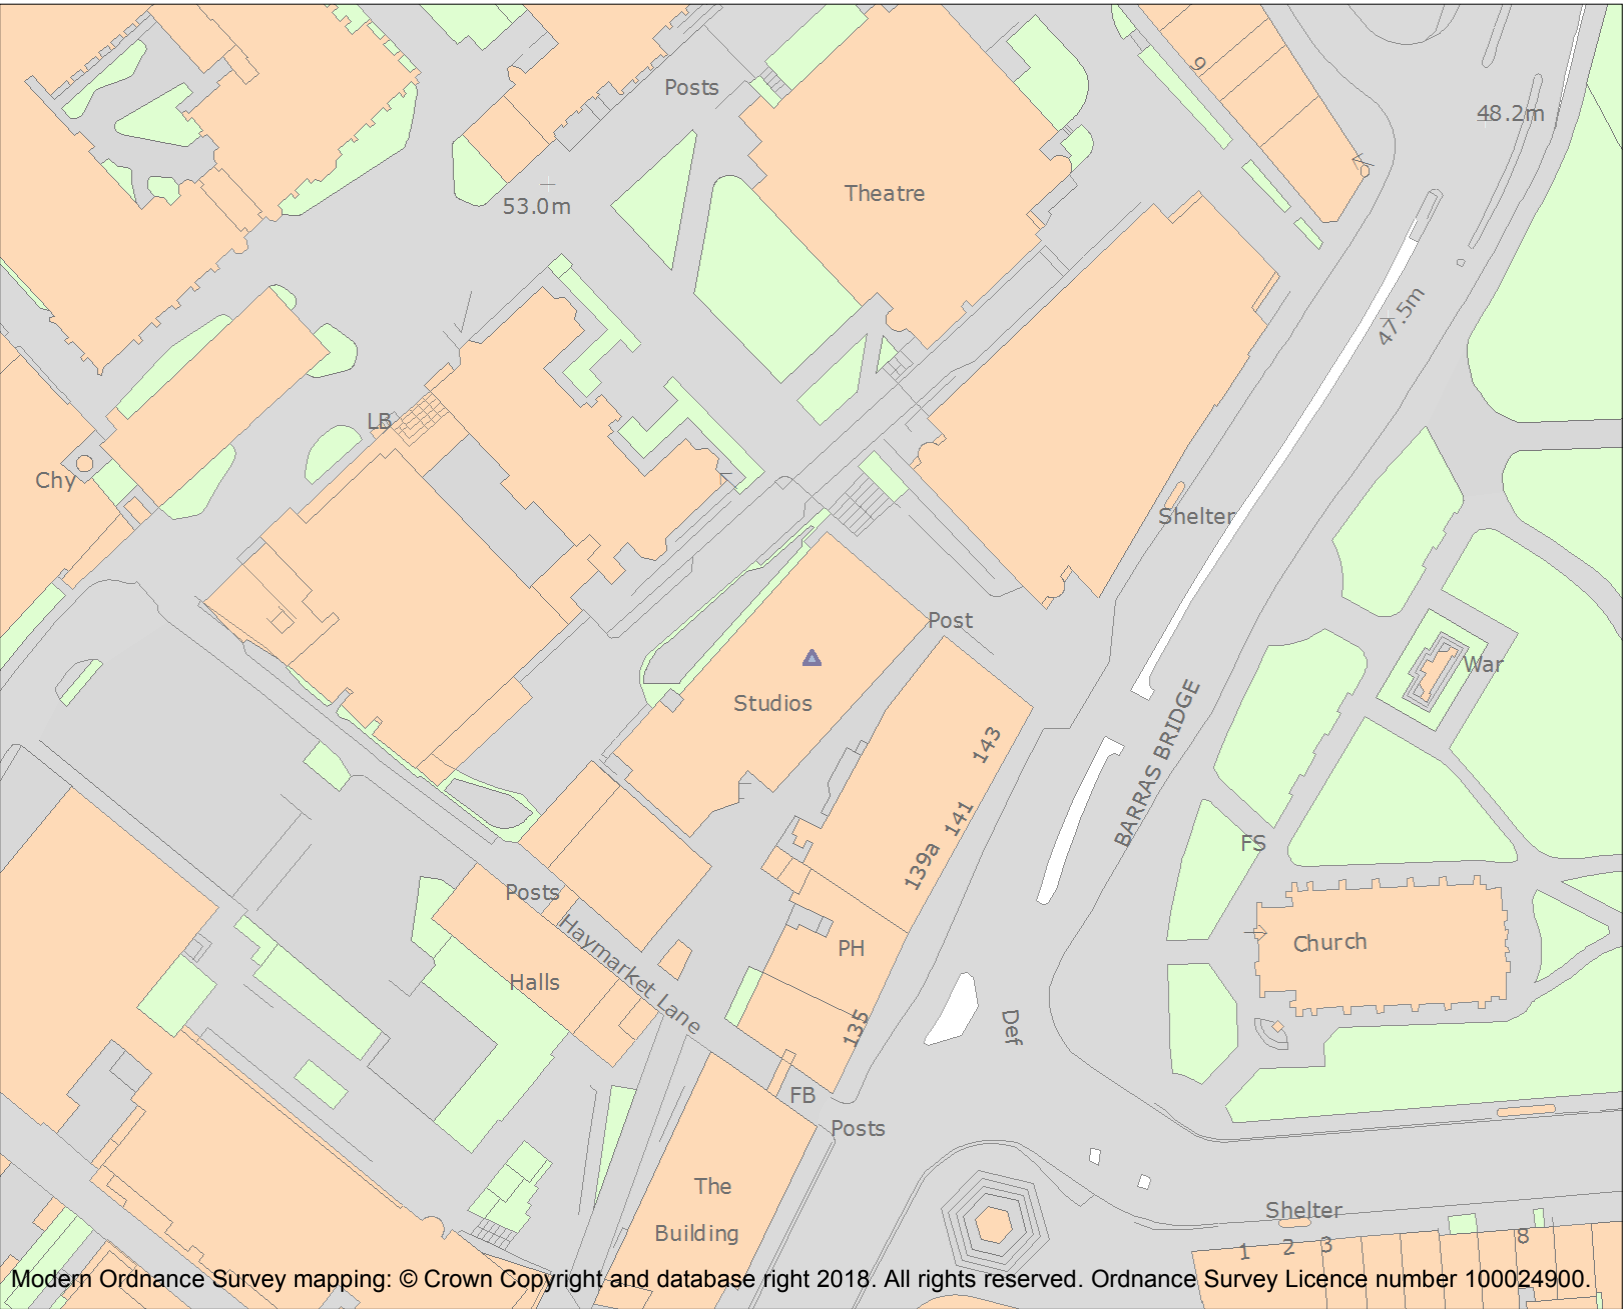 9
Posts
48.2m
Theatre
53.0m
47.5m
LB
Chy
Shelter
Post
War
Studios
143
BARRAS BRIDGE
141
FS
139a
Posts
Haymarket Lane
PH
Church
Halls
135
Def
FB
Posts
The
Building
Shelter
1
2
3
8
Modern Ordnance Survey mapping: © Crown Copyright and database right 2018. All rights reserved. Ordnance Survey Licence number 100024900.